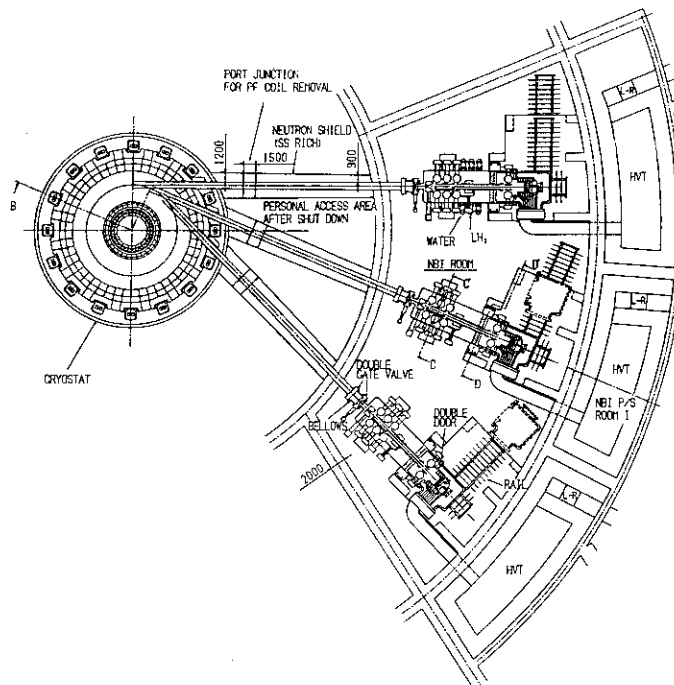 PORT JUNCTION
FOR PF COIL REMOVAL
NEUTRON SHIELD
(SS RICH)
1200
1500
900
PERSONAL ACCESS AREA
AFTER SHUT DOWN
B
WATER
LH₂
NBI ROOM
L-R
HVT
C'
C
D'
D
CRYOSTAT
DOUBLE
GATE VALVE
BELLOWS
2000
DOUBLE
DOOR
RAIL
L-R
HVT
NBI P/S
ROOM I
L-R
HVT